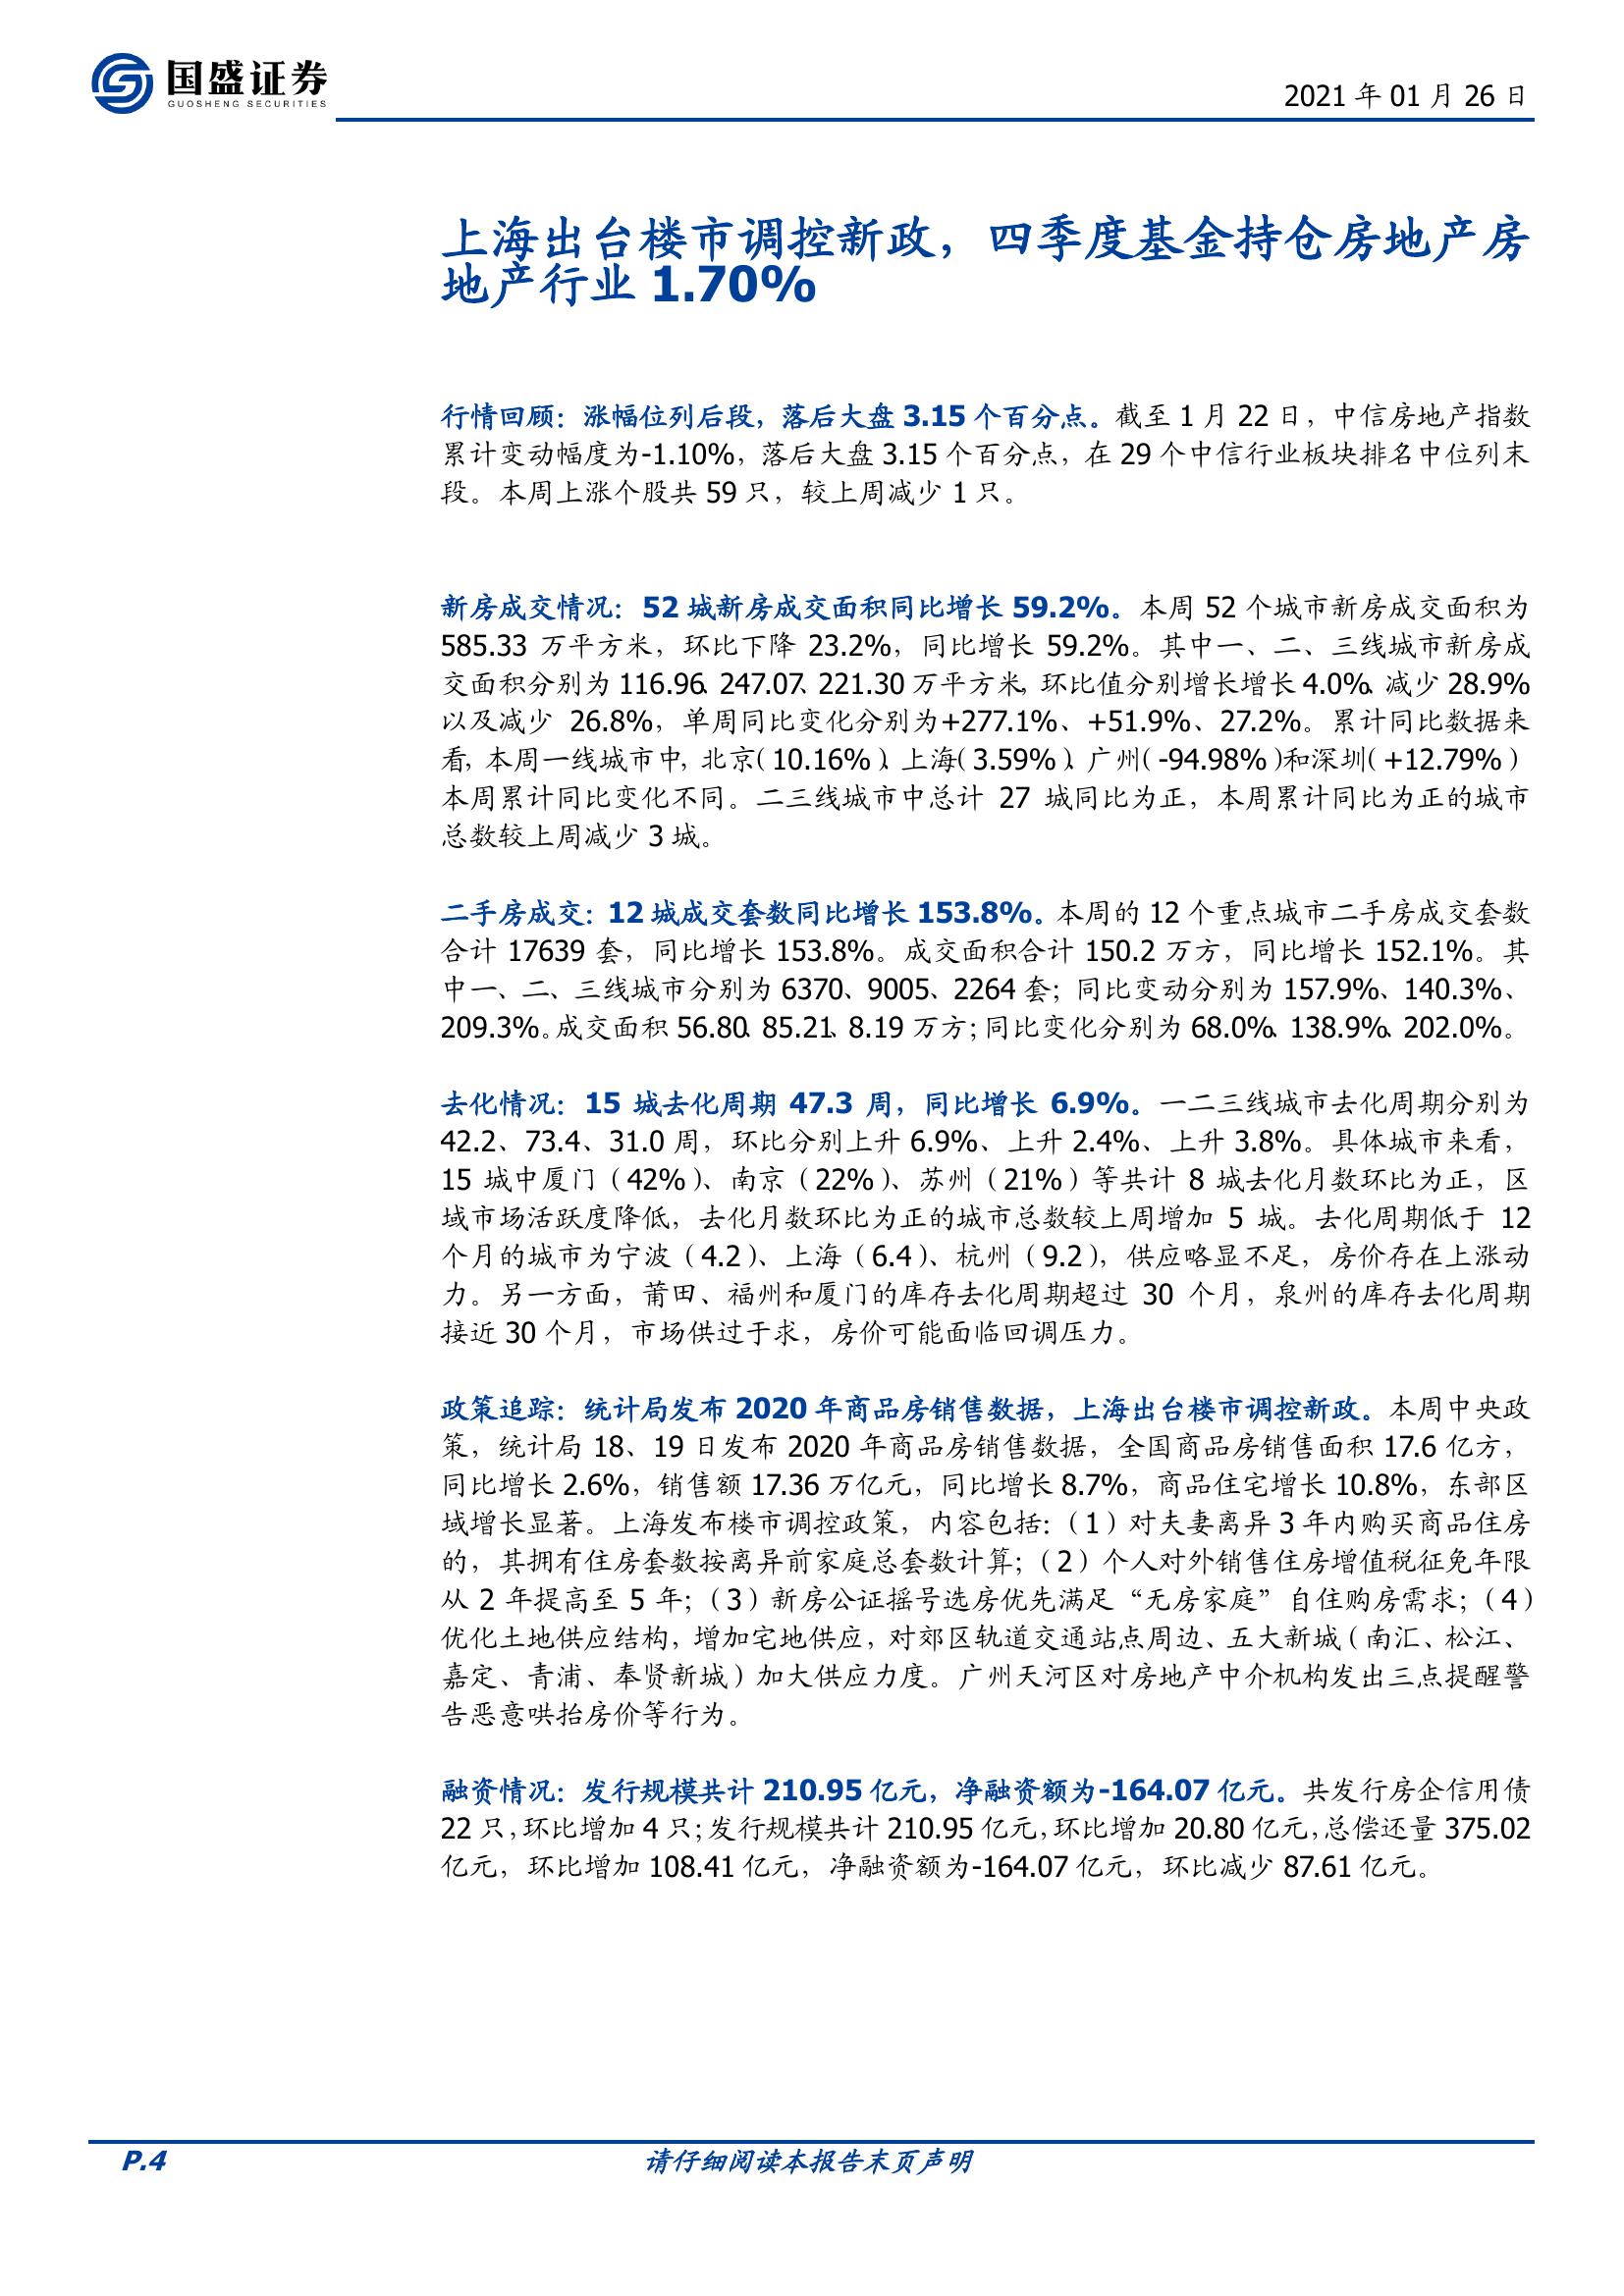 国盛证券
GUOSHENG SECURITIES
2021 年 01 月 26 日
上海出台楼市调控新政，四季度基金持仓房地产房
地产行业 1.70%
行情回顾：涨幅位列后段，落后大盘 3.15 个百分点。截至 1 月 22 日，中信房地产指数
累计变动幅度为-1.10%，落后大盘 3.15 个百分点，在 29 个中信行业板块排名中位列末
段。本周上涨个股共 59 只，较上周减少 1 只。
新房成交情况：52 城新房成交面积同比增长 59.2%。本周 52 个城市新房成交面积为
585.33 万平方米，环比下降 23.2%，同比增长 59.2%。其中一、二、三线城市新房成
交面积分别为 116.96、247.07、221.30 万平方米，环比值分别增长增长 4.0%、减少 28.9%
以及减少 26.8%，单周同比变化分别为+277.1%、+51.9%、27.2%。累计同比数据来
看，本周一线城市中，北京（10.16%）、上海（3.59%）、广州（-94.98%）和深圳（+12.79%）
本周累计同比变化不同。二三线城市中总计 27 城同比为正，本周累计同比为正的城市
总数较上周减少 3 城。
二手房成交：12 城成交套数同比增长 153.8%。本周的 12 个重点城市二手房成交套数
合计 17639 套，同比增长 153.8%。成交面积合计 150.2 万方，同比增长 152.1%。其
中一、二、三线城市分别为 6370、9005、2264 套；同比变动分别为 157.9%、140.3%、
209.3%。成交面积 56.80、85.21、8.19 万方；同比变化分别为 68.0%、138.9%、202.0%。
去化情况：15 城去化周期 47.3 周，同比增长 6.9%。一二三线城市去化周期分别为
42.2、73.4、31.0 周，环比分别上升 6.9%、上升 2.4%、上升 3.8%。具体城市来看，
15 城中厦门（42%）、南京（22%）、苏州（21%）等共计 8 城去化月数环比为正，区
域市场活跃度降低，去化月数环比为正的城市总数较上周增加 5 城。去化周期低于 12
个月的城市为宁波（4.2）、上海（6.4）、杭州（9.2），供应略显不足，房价存在上涨动
力。另一方面，莆田、福州和厦门的库存去化周期超过 30 个月，泉州的库存去化周期
接近 30 个月，市场供过于求，房价可能面临回调压力。
政策追踪：统计局发布 2020 年商品房销售数据，上海出台楼市调控新政。本周中央政
策，统计局 18、19 日发布 2020 年商品房销售数据，全国商品房销售面积 17.6 亿方，
同比增长 2.6%，销售额 17.36 万亿元，同比增长 8.7%，商品住宅增长 10.8%，东部区
域增长显著。上海发布楼市调控政策，内容包括：（1）对夫妻离异 3 年内购买商品住房
的，其拥有住房套数按离异前家庭总套数计算；（2）个人对外销售住房增值税征免年限
从 2 年提高至 5 年；（3）新房公证摇号选房优先满足“无房家庭”自住购房需求；（4）
优化土地供应结构，增加宅地供应，对郊区轨道交通站点周边、五大新城（南汇、松江、
嘉定、青浦、奉贤新城）加大供应力度。广州天河区对房地产中介机构发出三点提醒警
告恶意哄抬房价等行为。
融资情况：发行规模共计 210.95 亿元，净融资额为-164.07 亿元。共发行房企信用债
22 只，环比增加 4 只；发行规模共计 210.95 亿元，环比增加 20.80 亿元，总偿还量 375.02
亿元，环比增加 108.41 亿元，净融资额为-164.07 亿元，环比减少 87.61 亿元。
P.4
请仔细阅读本报告末页声明